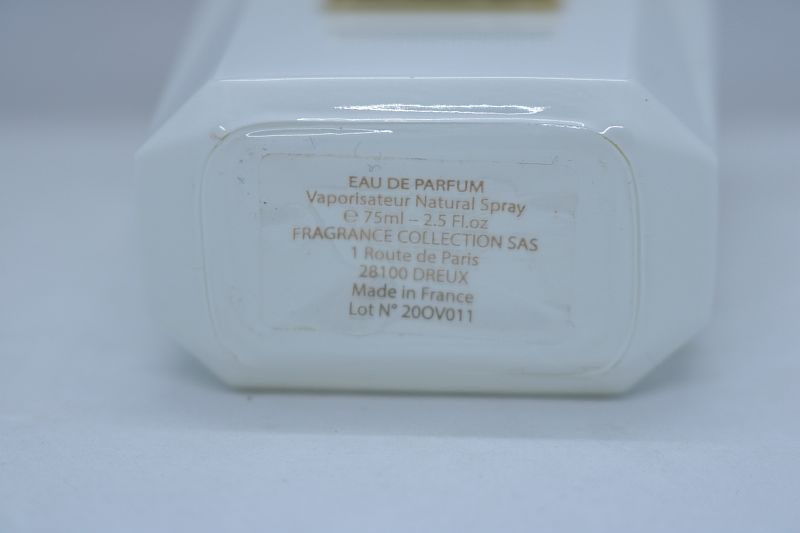 EAU DE PARFUM
Vaporisateur Natural Spray
℮ 75ml – 2.5 Fl.oz
FRAGRANCE COLLECTION SAS
1 Route de Paris
28100 DREUX
Made in France
Lot N° 20OV011